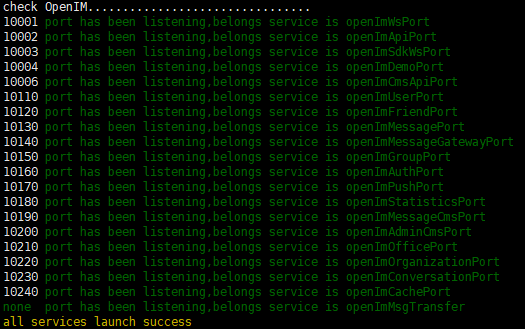 check OpenIM................................
10001 port has been listening,belongs service is openImWsPort
10002 port has been listening,belongs service is openImApiPort
10003 port has been listening,belongs service is openImSdkWsPort
10004 port has been listening,belongs service is openImDemoPort
10006 port has been listening,belongs service is openImCmsApiPort
10110 port has been listening,belongs service is openImUserPort
10120 port has been listening,belongs service is openImFriendPort
10130 port has been listening,belongs service is openImMessagePort
10140 port has been listening,belongs service is openImMessageGatewayPort
10150 port has been listening,belongs service is openImGroupPort
10160 port has been listening,belongs service is openImAuthPort
10170 port has been listening,belongs service is openImPushPort
10180 port has been listening,belongs service is openImStatisticsPort
10190 port has been listening,belongs service is openImMessageCmsPort
10200 port has been listening,belongs service is openImAdminCmsPort
10210 port has been listening,belongs service is openImOfficePort
10220 port has been listening,belongs service is openImOrganizationPort
10230 port has been listening,belongs service is openImConversationPort
10240 port has been listening,belongs service is openImCachePort
none  port has been listening,belongs service is openImMsgTransfer
all services launch success